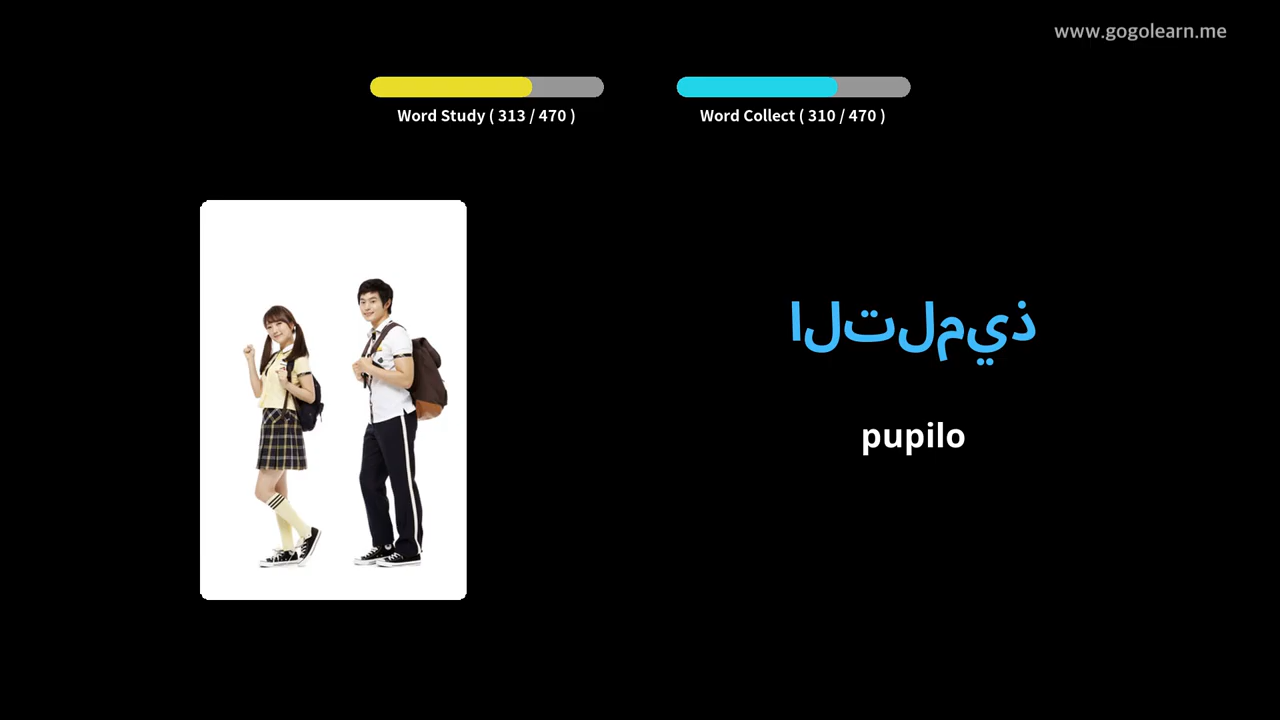 www.gogolearn.me
Word Study ( 313 / 470 )
Word Collect ( 310 / 470 )
التلميذ
pupilo